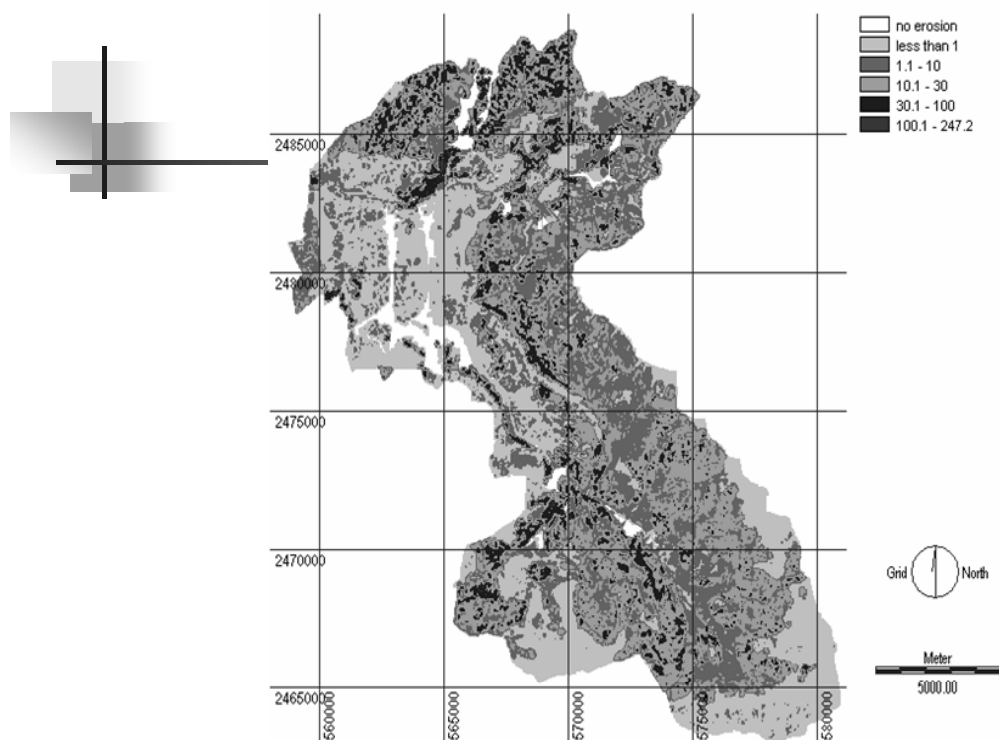 no erosion
less than 1
1.1 - 10
10.1 - 30
30.1 - 100
100.1 - 247.2
2485000
2480000
2475000
2470000
2465000
560000
565000
570000
575000
580000
Grid North
Meter
5000.00